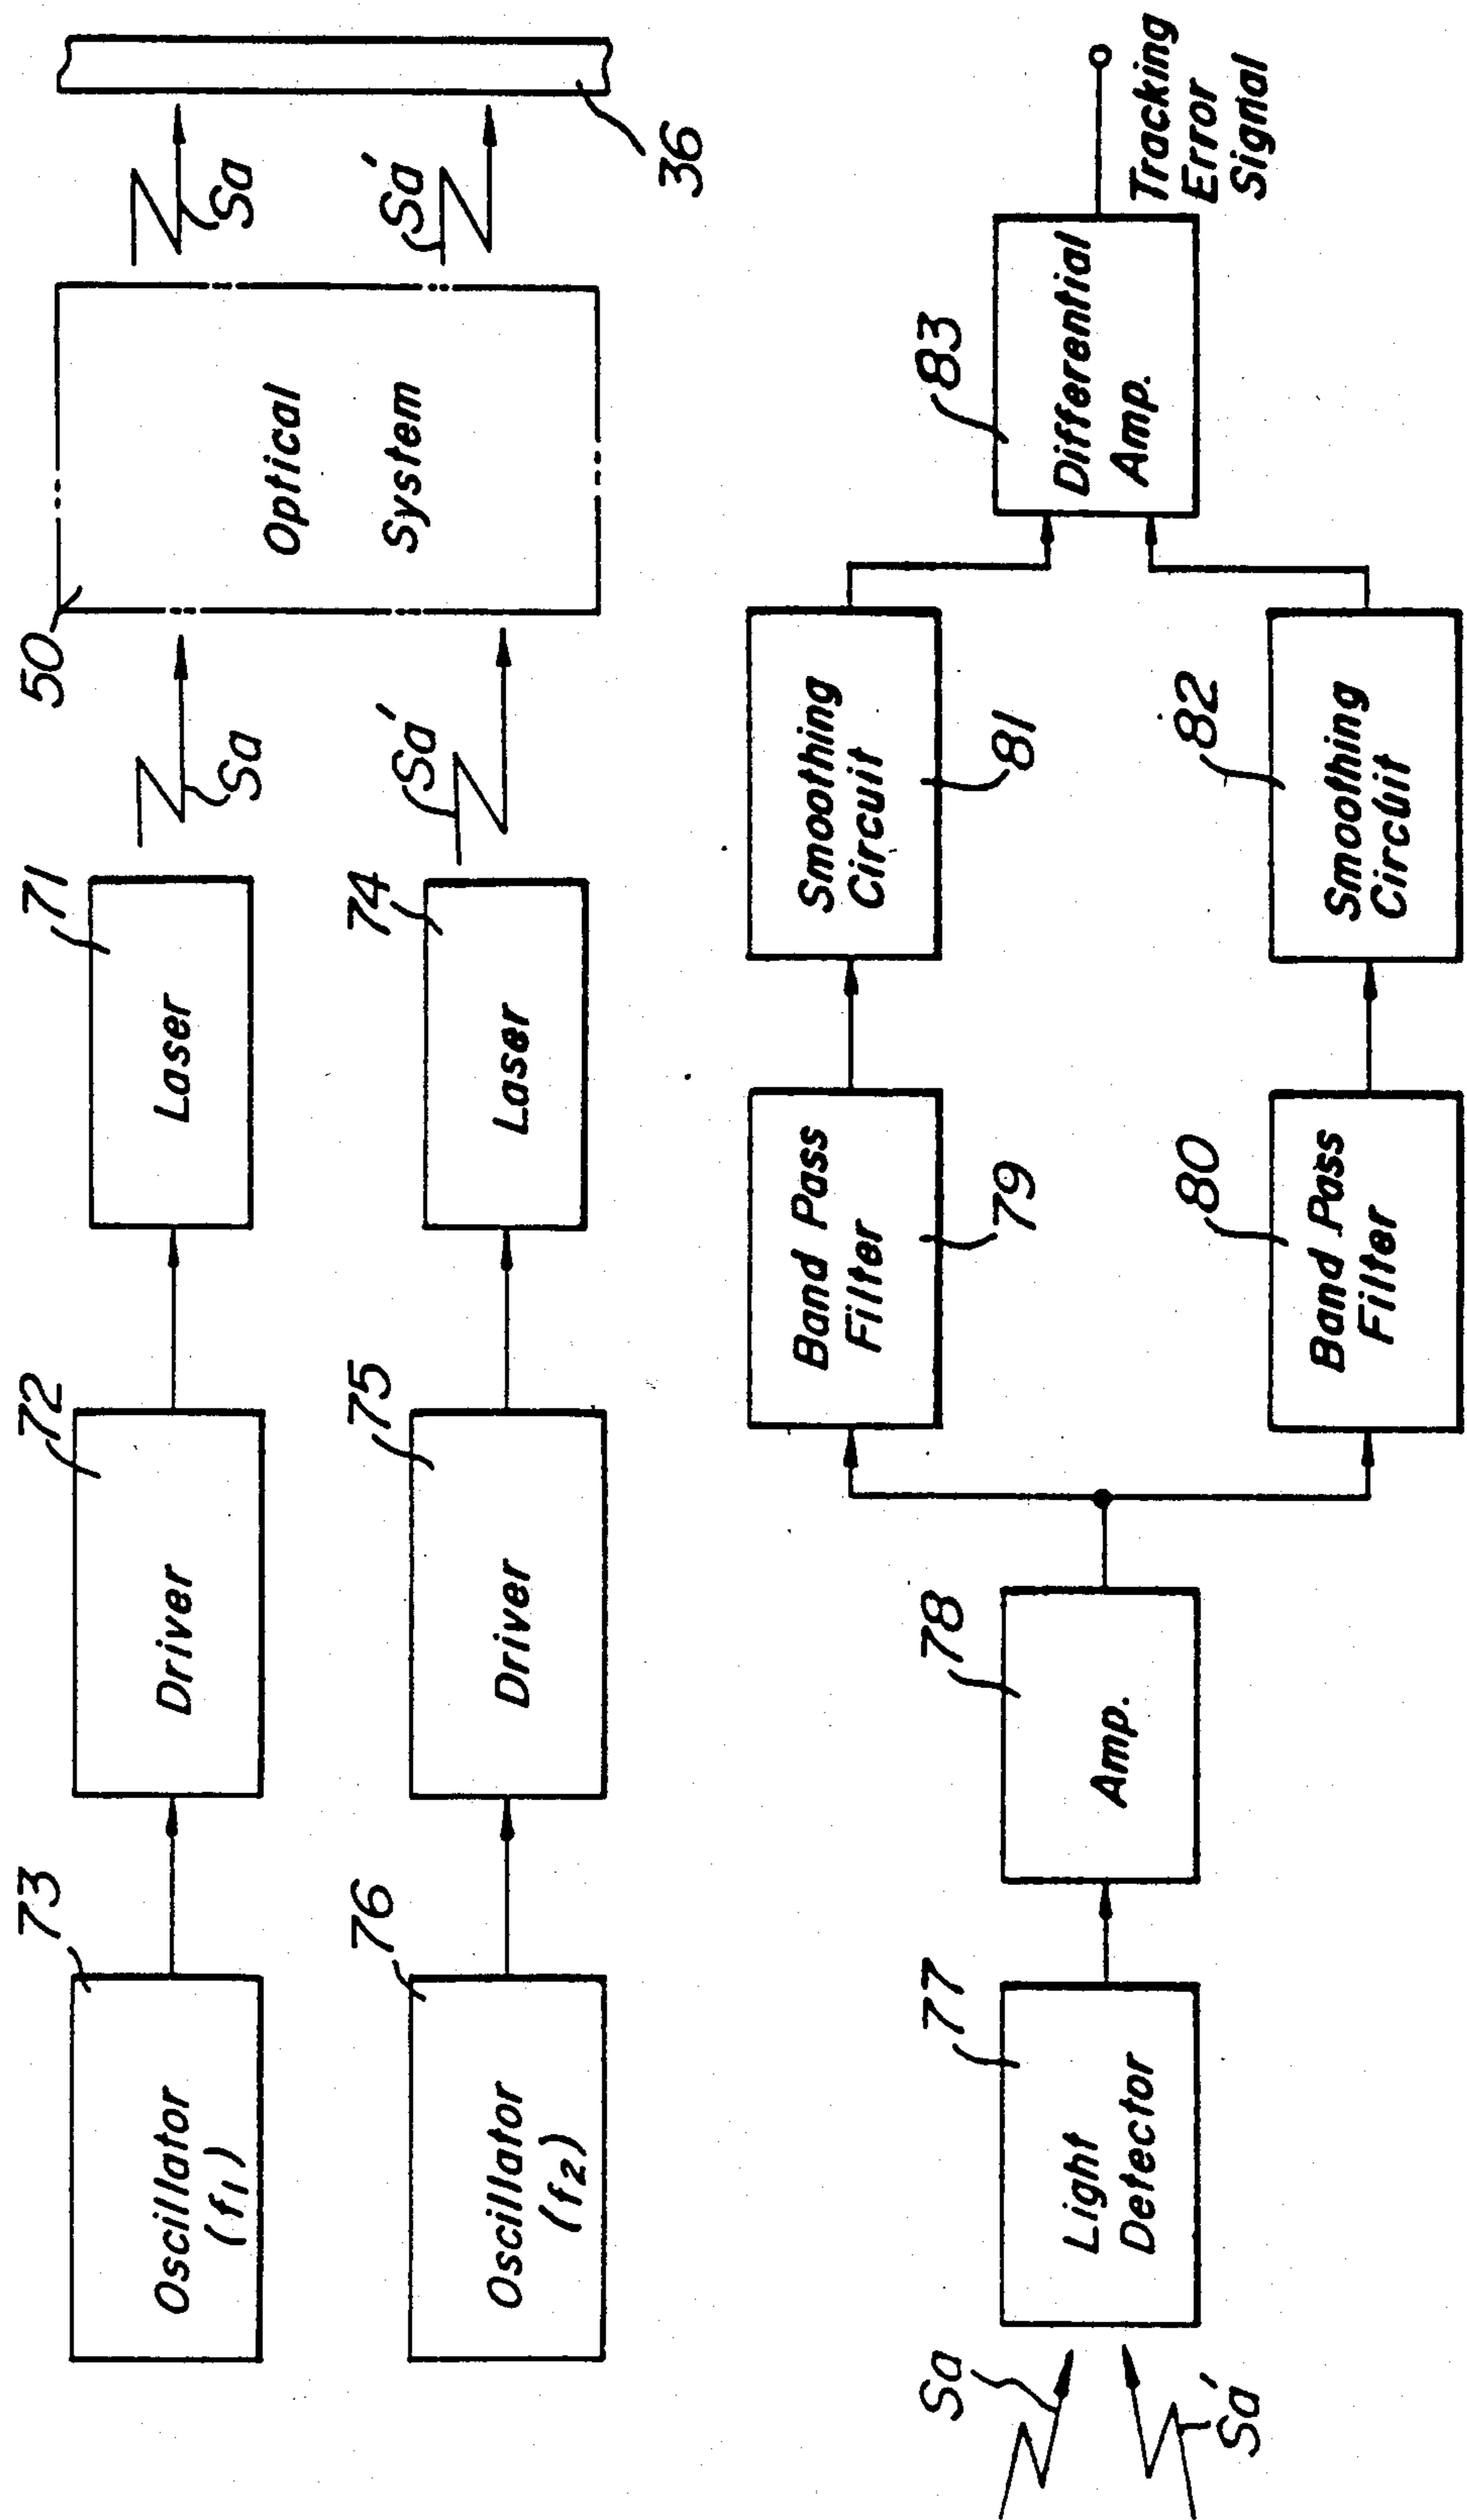 73
Oscillator
(f1)
72
Driver
71
Laser
Sa
50
Optical
System
Sa
76
Oscillator
(f2)
75
Driver
74
Laser
Sa'
Sa'
36
Sa
Sa'
77
Light
Detector
78
Amp.
Band Pass
Filter
79
Smoothing
Circuit
81
80
Band Pass
Filter
82
Smoothing
Circuit
83
Differential
Amp.
Tracking
Error
Signal